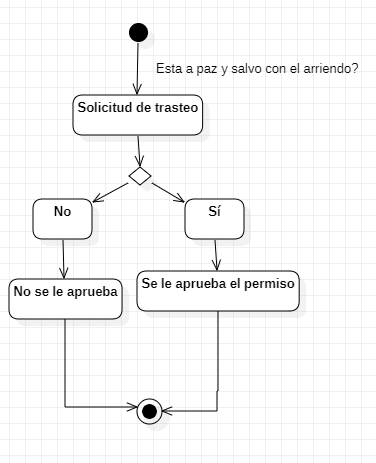 Esta a paz y salvo con el arriendo?
Solicitud de trasteo
No
Sí
No se le aprueba
Se le aprueba el permiso